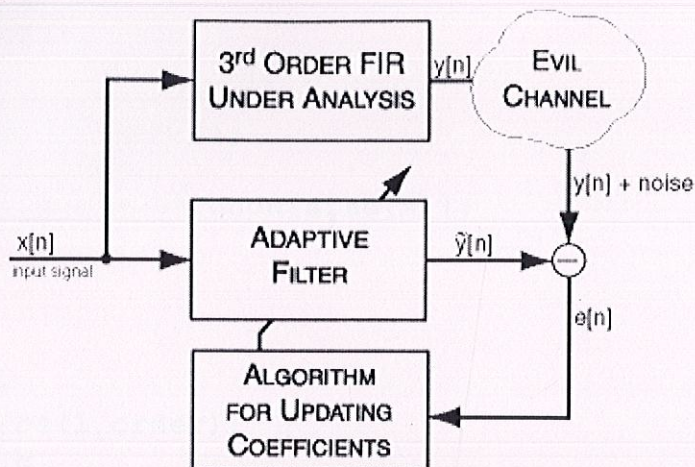 3rd ORDER FIR
UNDER ANALYSIS
y[n]
EVIL
CHANNEL
y[n] + noise
x[n]
input signal
ADAPTIVE
FILTER
ỹ[n]
e[n]
ALGORITHM
FOR UPDATING
COEFFICIENTS